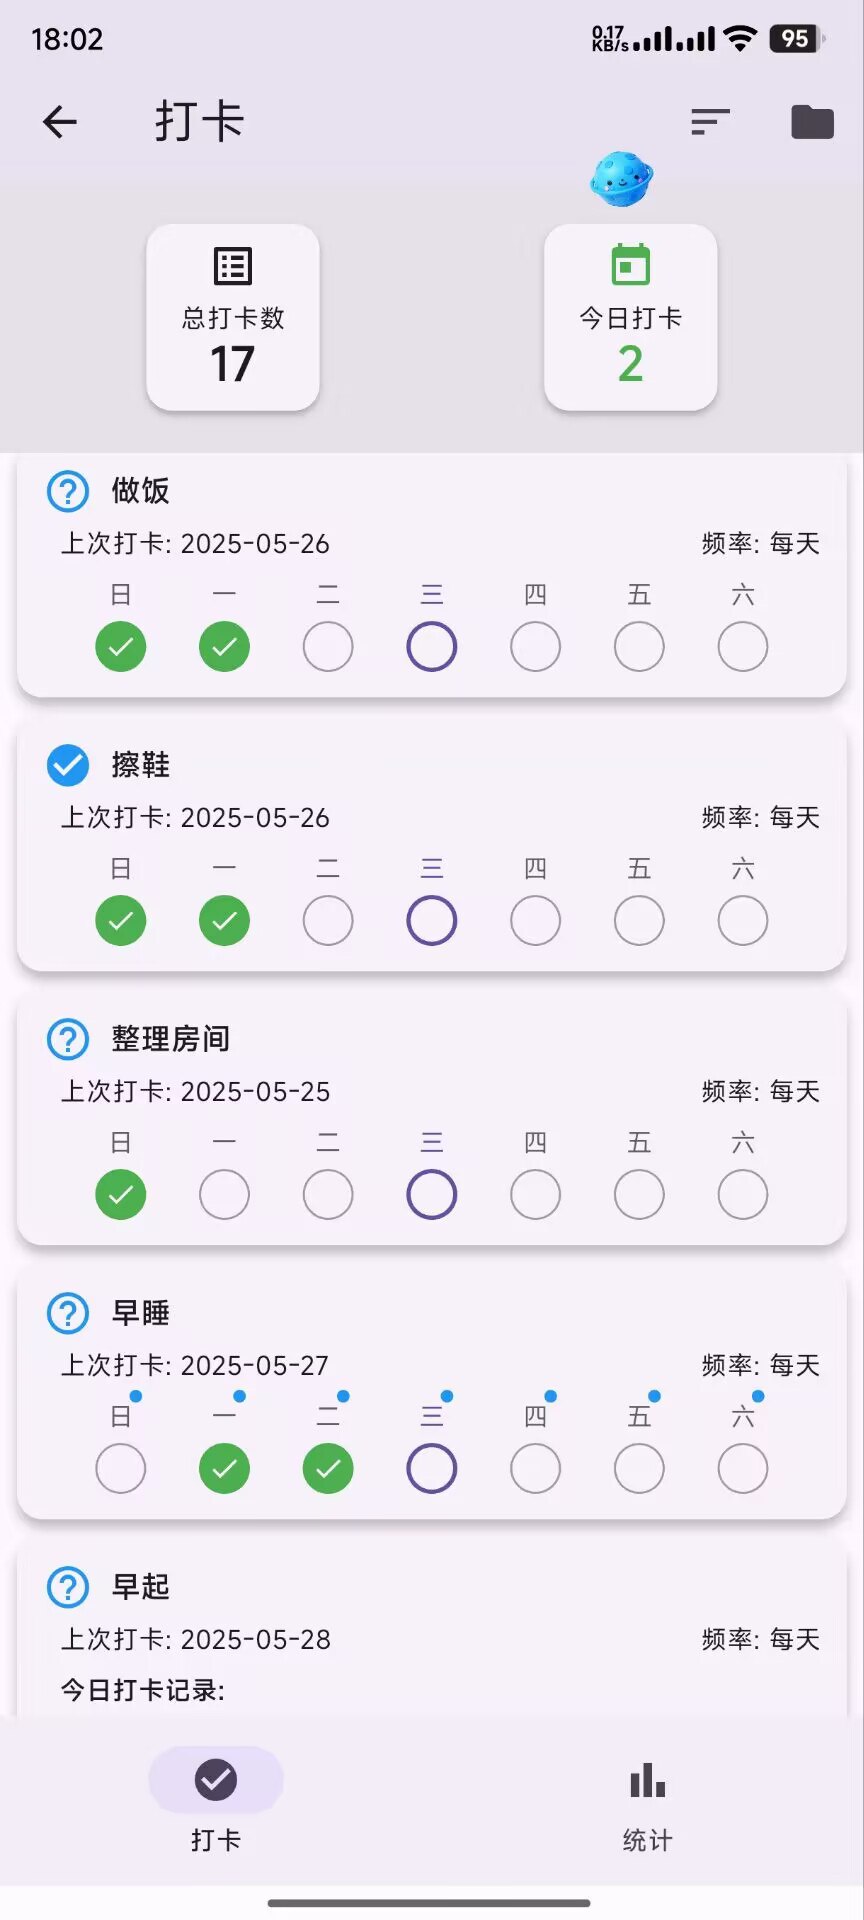 18:02
0.17 KB/s
95
打卡
总打卡数
17
今日打卡
2
做饭
上次打卡: 2025-05-26 频率: 每天
日 一 二 三 四 五 六
擦鞋
上次打卡: 2025-05-26 频率: 每天
日 一 二 三 四 五 六
整理房间
上次打卡: 2025-05-25 频率: 每天
日 一 二 三 四 五 六
早睡
上次打卡: 2025-05-27 频率: 每天
日 一 二 三 四 五 六
早起
上次打卡: 2025-05-28 频率: 每天
今日打卡记录:
打卡
统计